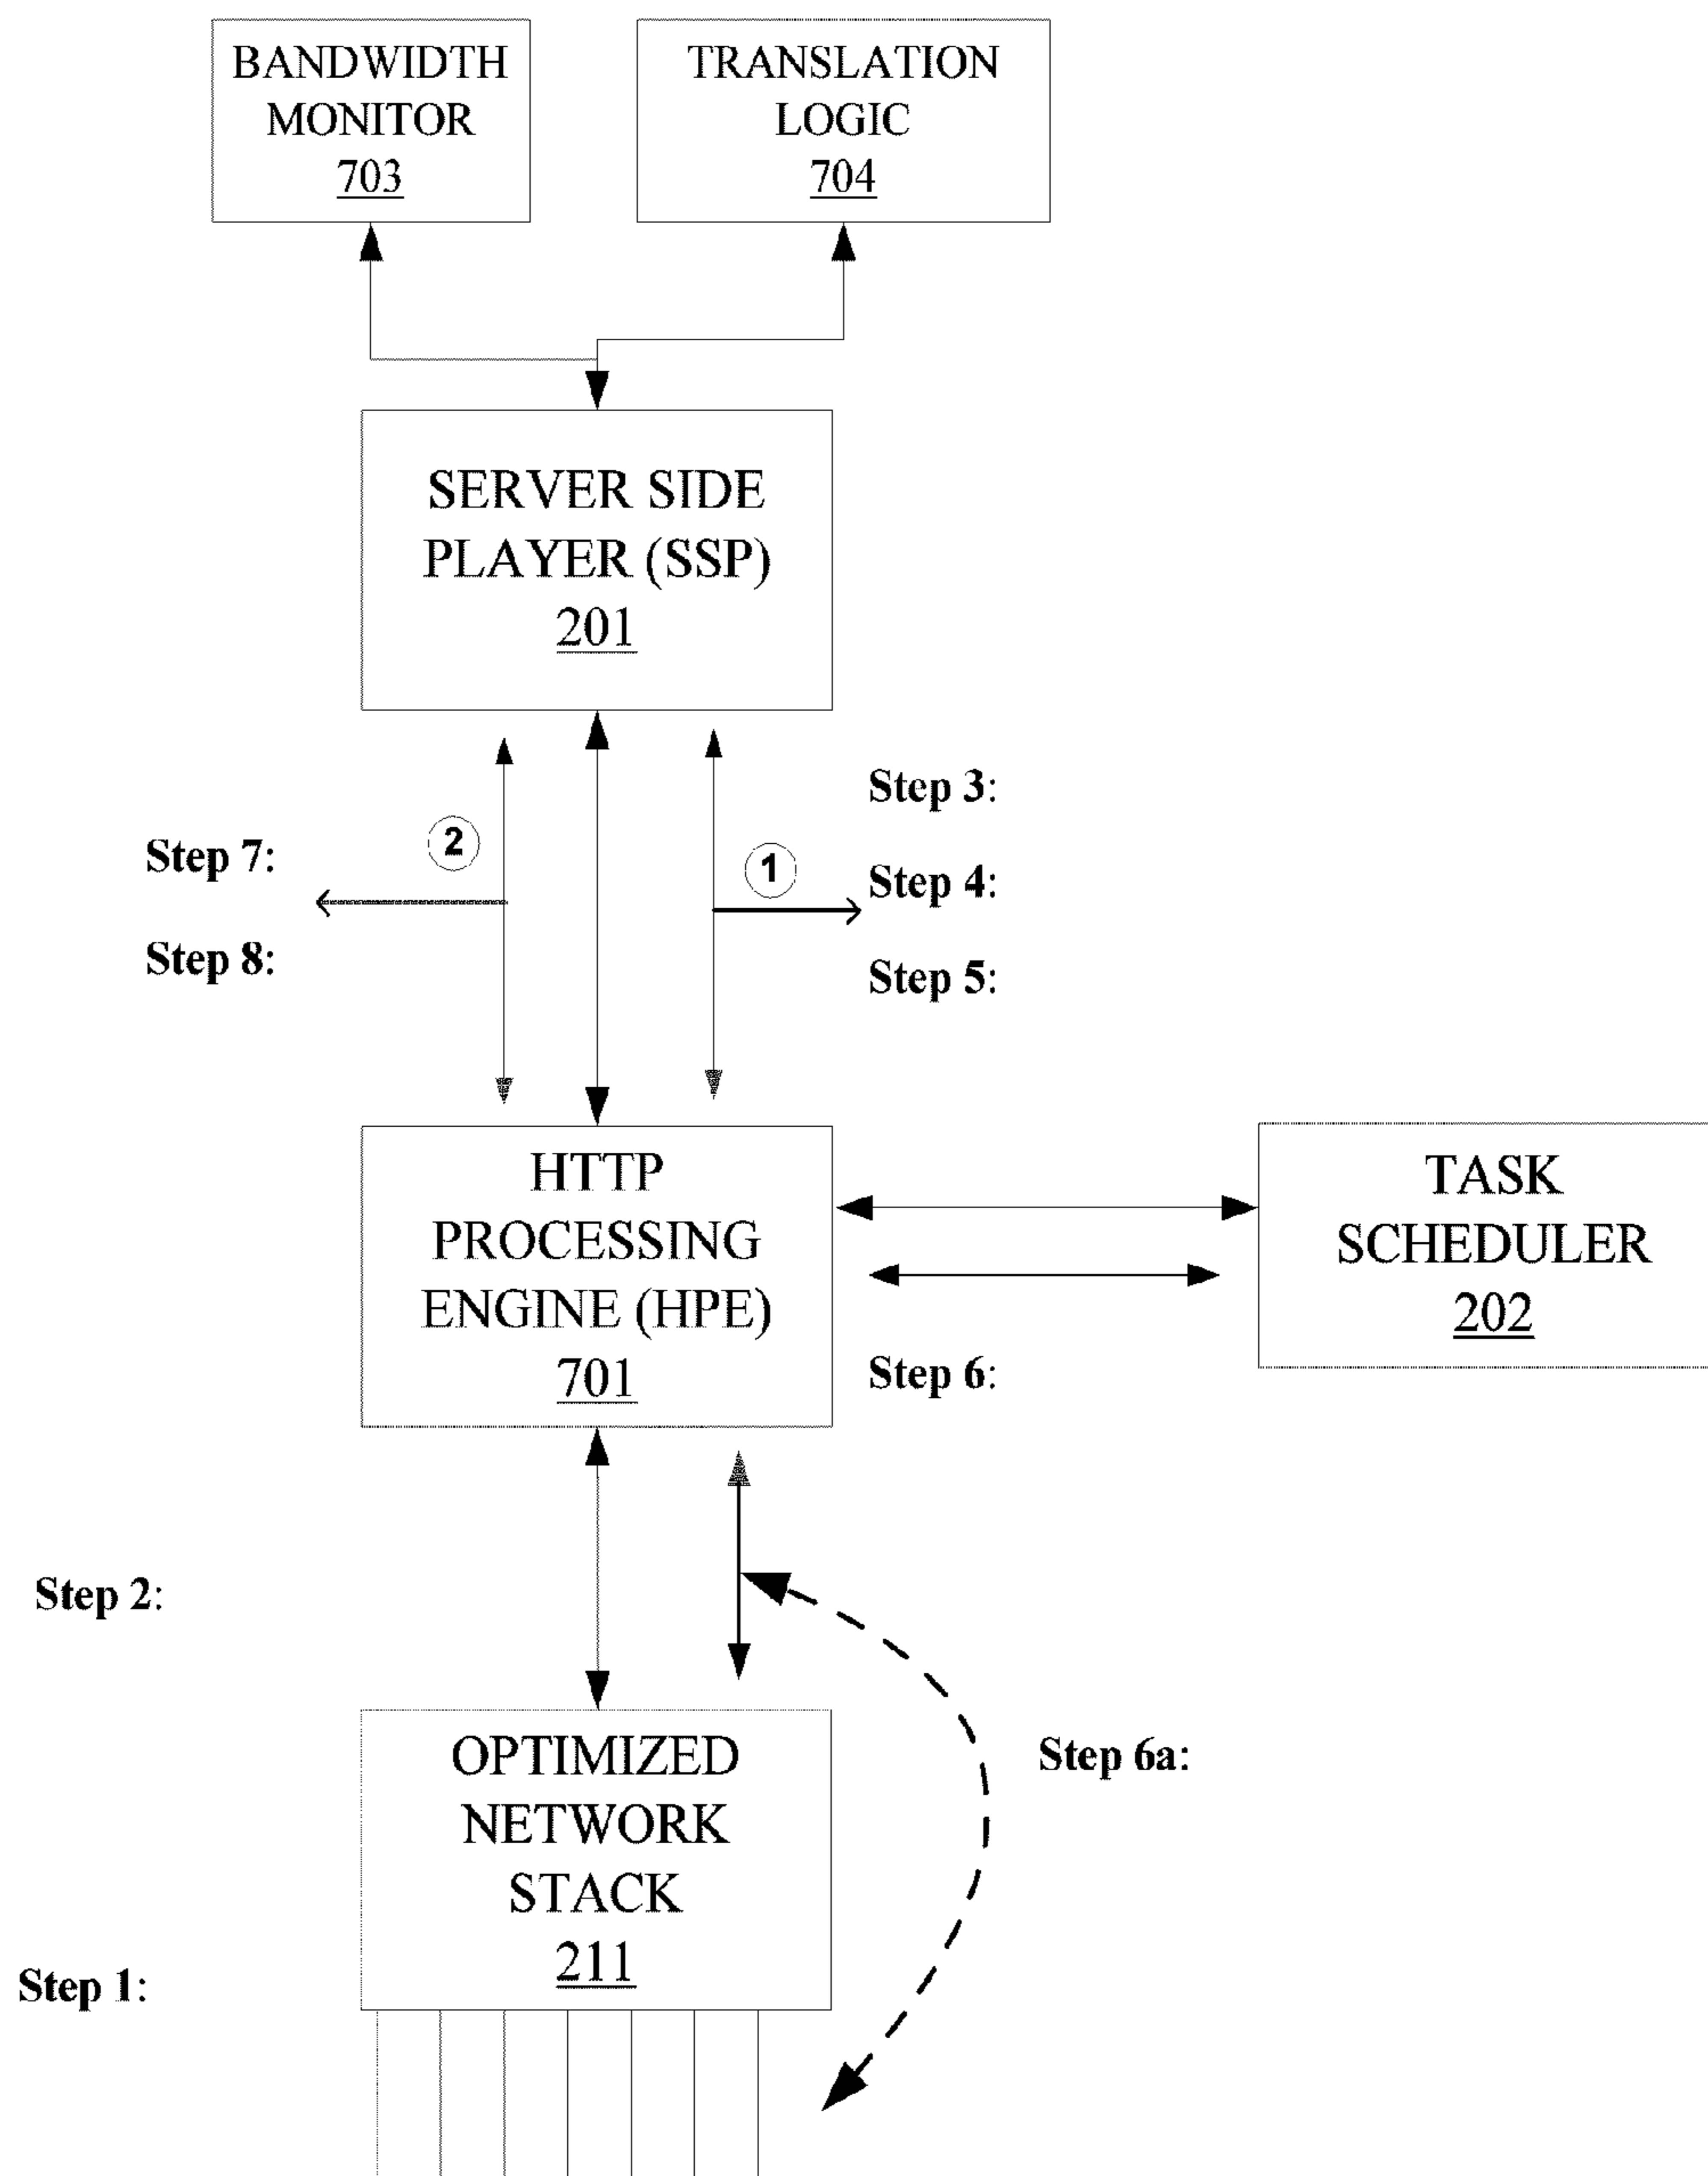 BANDWIDTH
MONITOR
703
TRANSLATION
LOGIC
704
SERVER SIDE
PLAYER (SSP)
201
Step 7:
Step 8:
2
1
Step 3:
Step 4:
Step 5:
HTTP
PROCESSING
ENGINE (HPE)
701
TASK
SCHEDULER
202
Step 6:
Step 2:
OPTIMIZED
NETWORK
STACK
211
Step 6a:
Step 1: